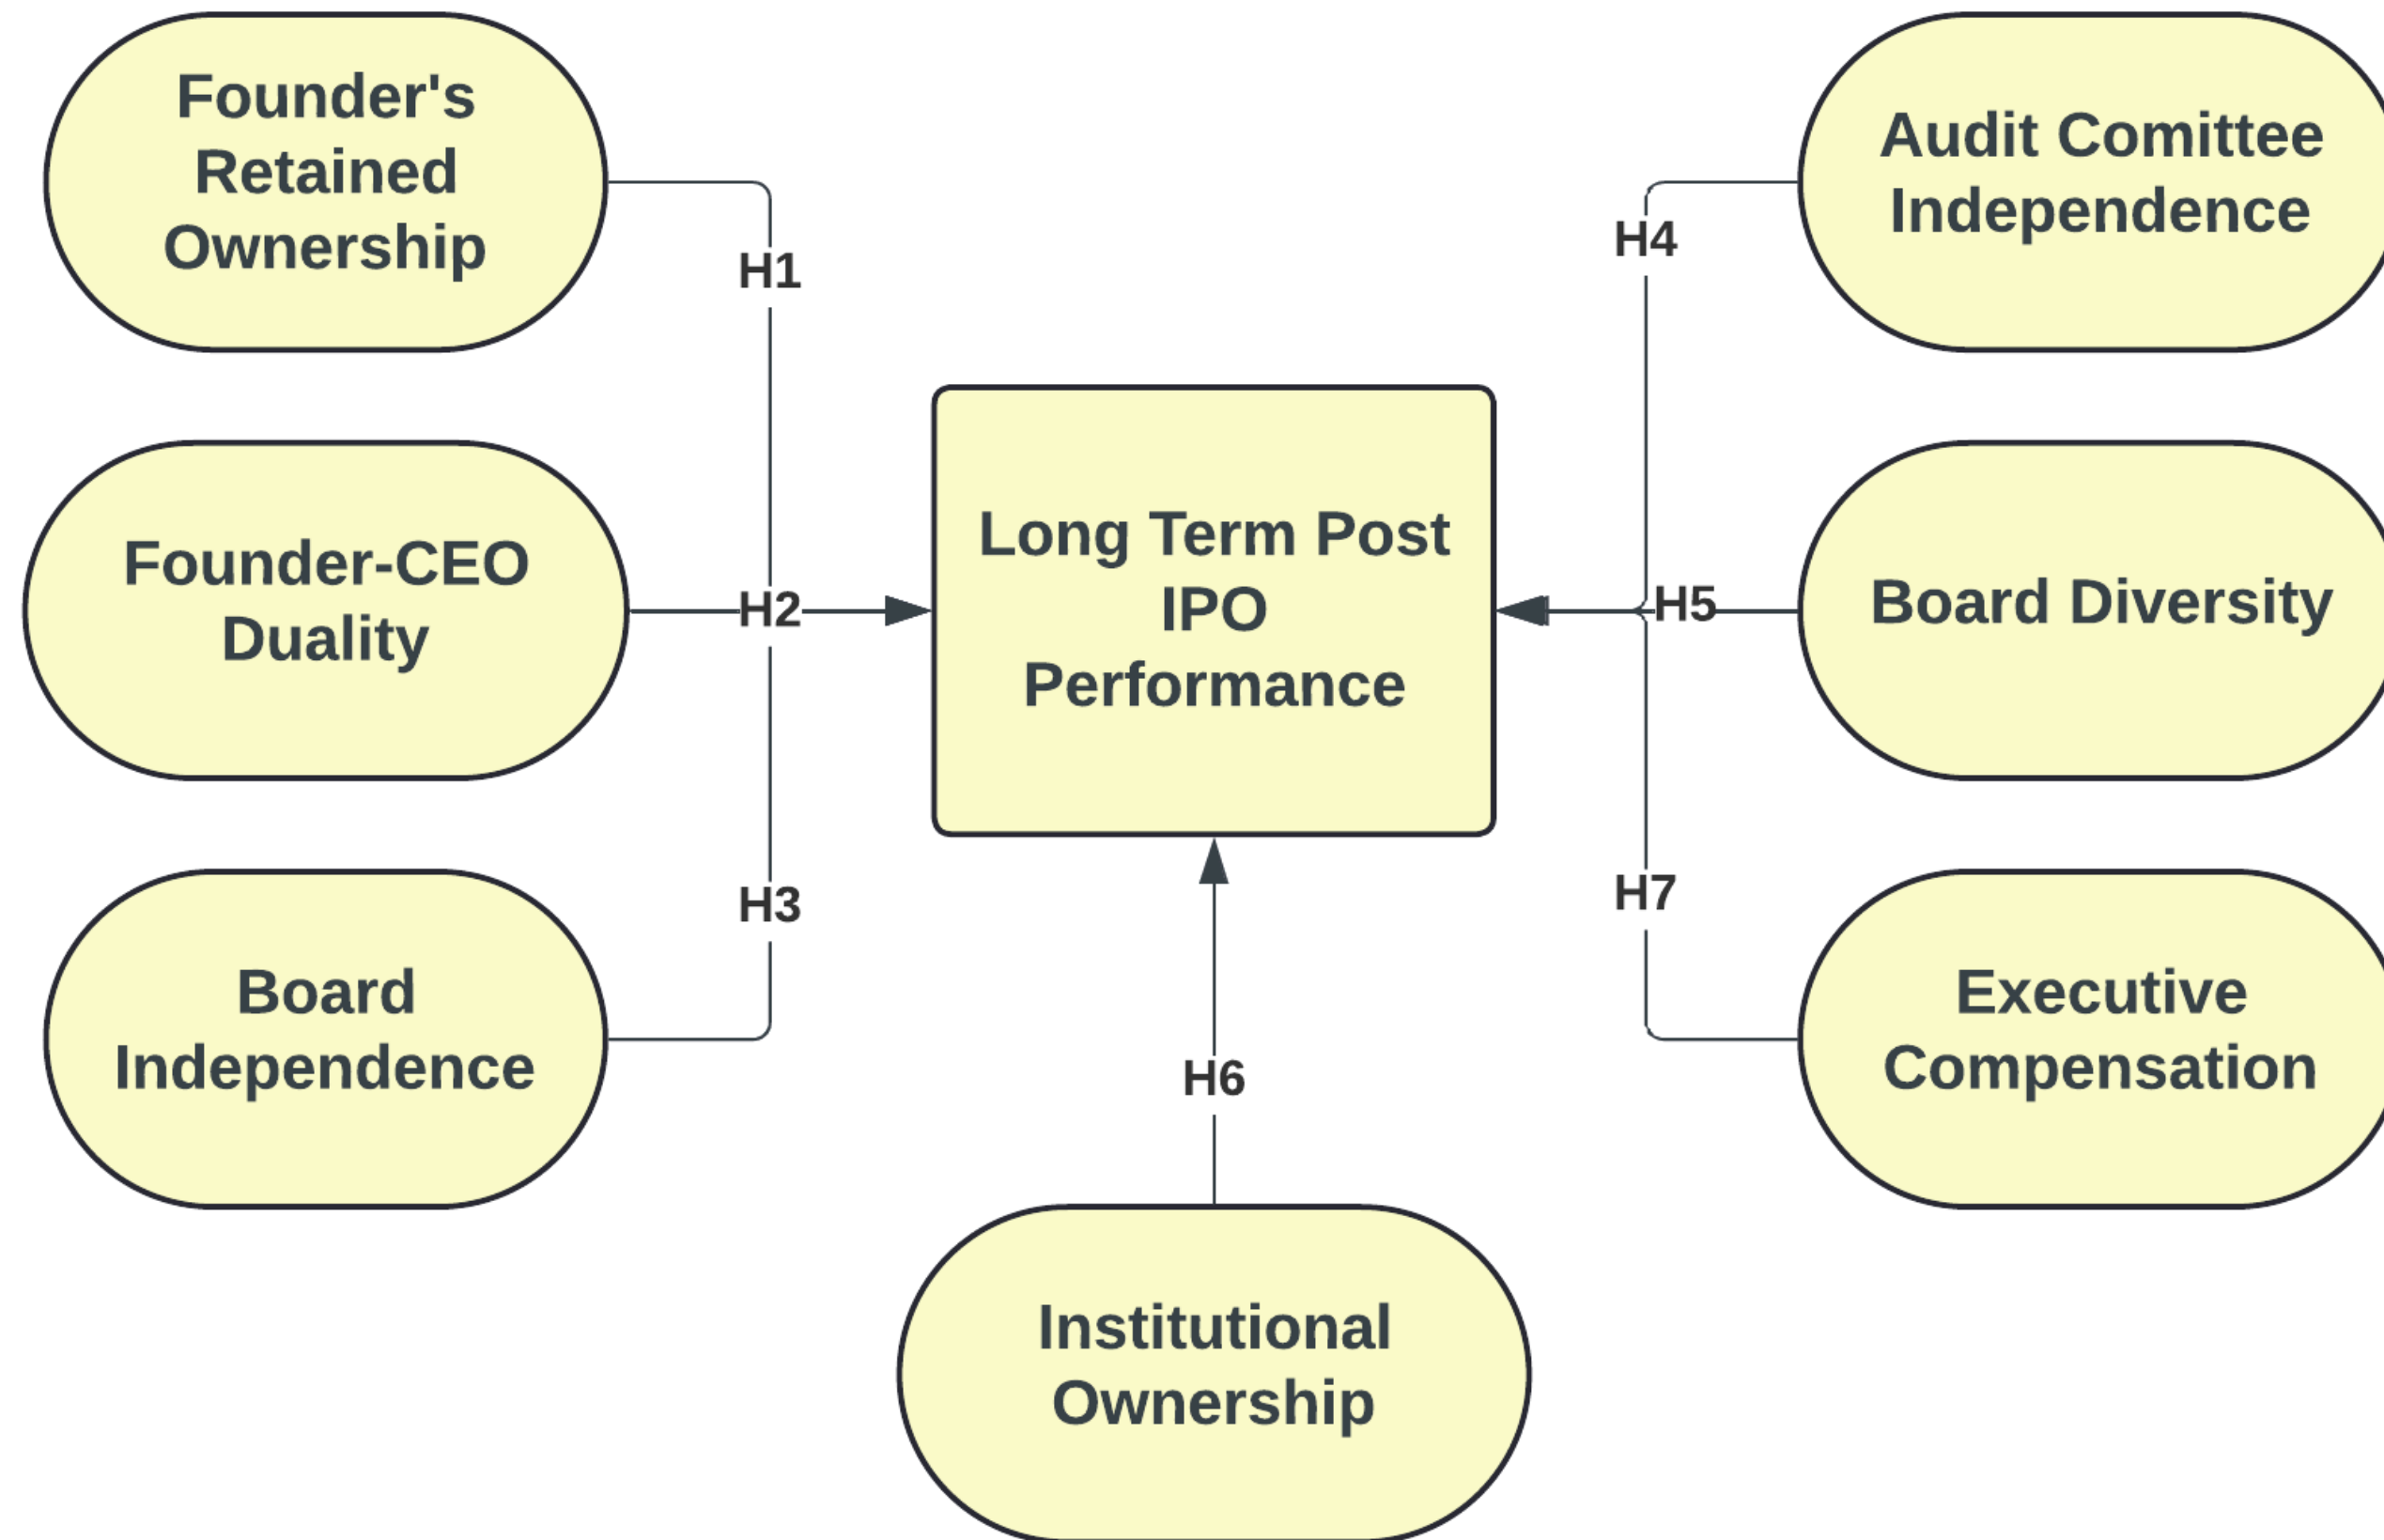 Founder's
Retained
Ownership
H1
Founder-CEO
Duality
H2
Board
Independence
H3
Long Term Post
IPO
Performance
Audit Comittee
Independence
H4
Board Diversity
H5
Executive
Compensation
H7
H6
Institutional
Ownership